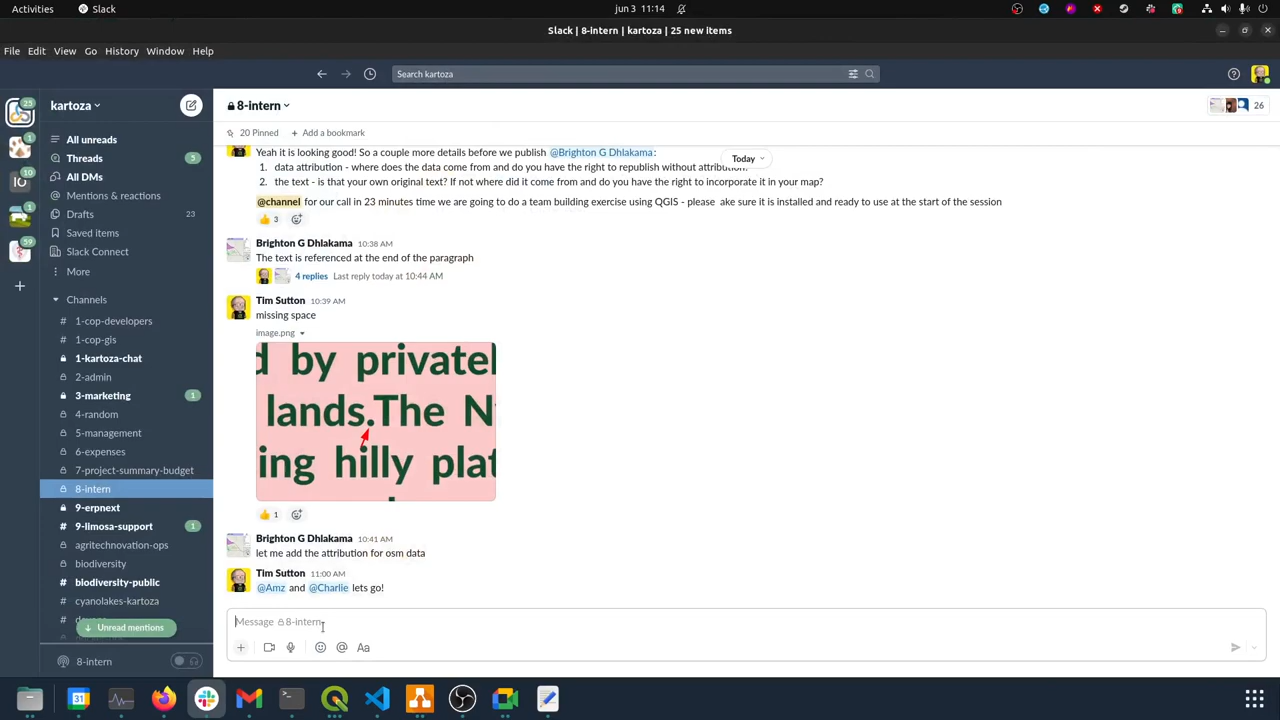 Activities
Slack
jun 3 11:14
Slack | 8-intern | kartoza | 25 new items
File Edit View Go History Window Help
Search kartoza
25
kartoza
8-intern
26
1
All unreads
20 Pinned
Add a bookmark
Threads 5
Yeah it is looking good! So a couple more details before we publish @Brighton G Dhlakama:
Today
10
All DMs
1. data attribution - where does the data come from and do you have the right to republish without attribution.
Mentions & reactions
2. the text - is that your own original text? If not where did it come from and do you have the right to incorporate it in your map?
1
Drafts 23
@channel for our call in 23 minutes time we are going to do a team building exercise using QGIS - please ake sure it is installed and ready to use at the start of the session
Saved items
3
59
Slack Connect
Brighton G Dhlakama 10:38 AM
The text is referenced at the end of the paragraph
More
4 replies Last reply today at 10:44 AM
Channels
Tim Sutton 10:39 AM
# 1-cop-developers
missing space
# 1-cop-gis
image.png
1-kartoza-chat
d by privatel
2-admin
3-marketing 1
lands.The N
4-random
5-management
ing hilly plat
6-expenses
7-project-summary-budget
8-intern
9-erpnext
1
# 9-limosa-support 1
Brighton G Dhlakama 10:41 AM
agritechnovation-ops
let me add the attribution for osm data
biodiversity
Tim Sutton 11:00 AM
# biodiversity-public
@Amz and @Charlie lets go!
# cyanolakes-kartoza
Unread mentions
Message 8-intern
8-intern
Aa
31